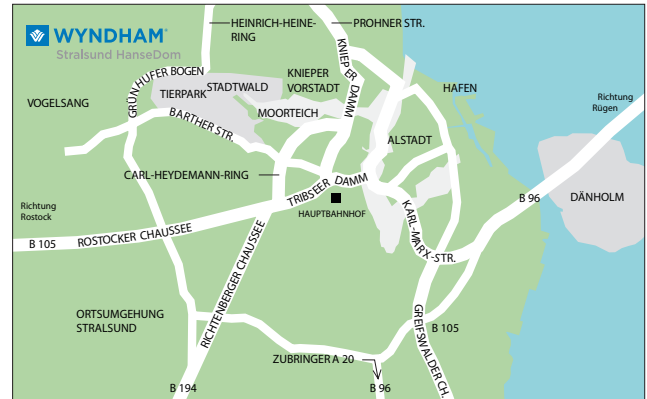 WYNDHAM®
Stralsund HanseDom
HEINRICH-HEINE-
RING
PROHNER STR.
KNIEPER DAMM
GRÜNHUFER BOGEN
TIERPARK
STADTWALD
KNIEPER
VORSTADT
HAFEN
Richtung
Rügen
VOGELSANG
MOORTEICH
BARTHER STR.
ALSTADT
CARL-HEYDEMANN-RING
TRIBSEER DAMM
B 96
DÄNHOLM
Richtung
Rostock
HAUPTBAHNHOF
KARL-MARX-STR.
B 105
ROSTOCKER CHAUSSEE
RICHTENBERGER CHAUSSEE
ORTSUMGEHUNG
STRALSUND
GREIFSWALDER CH.
B 105
ZUBRINGER A 20
B 194
B 96